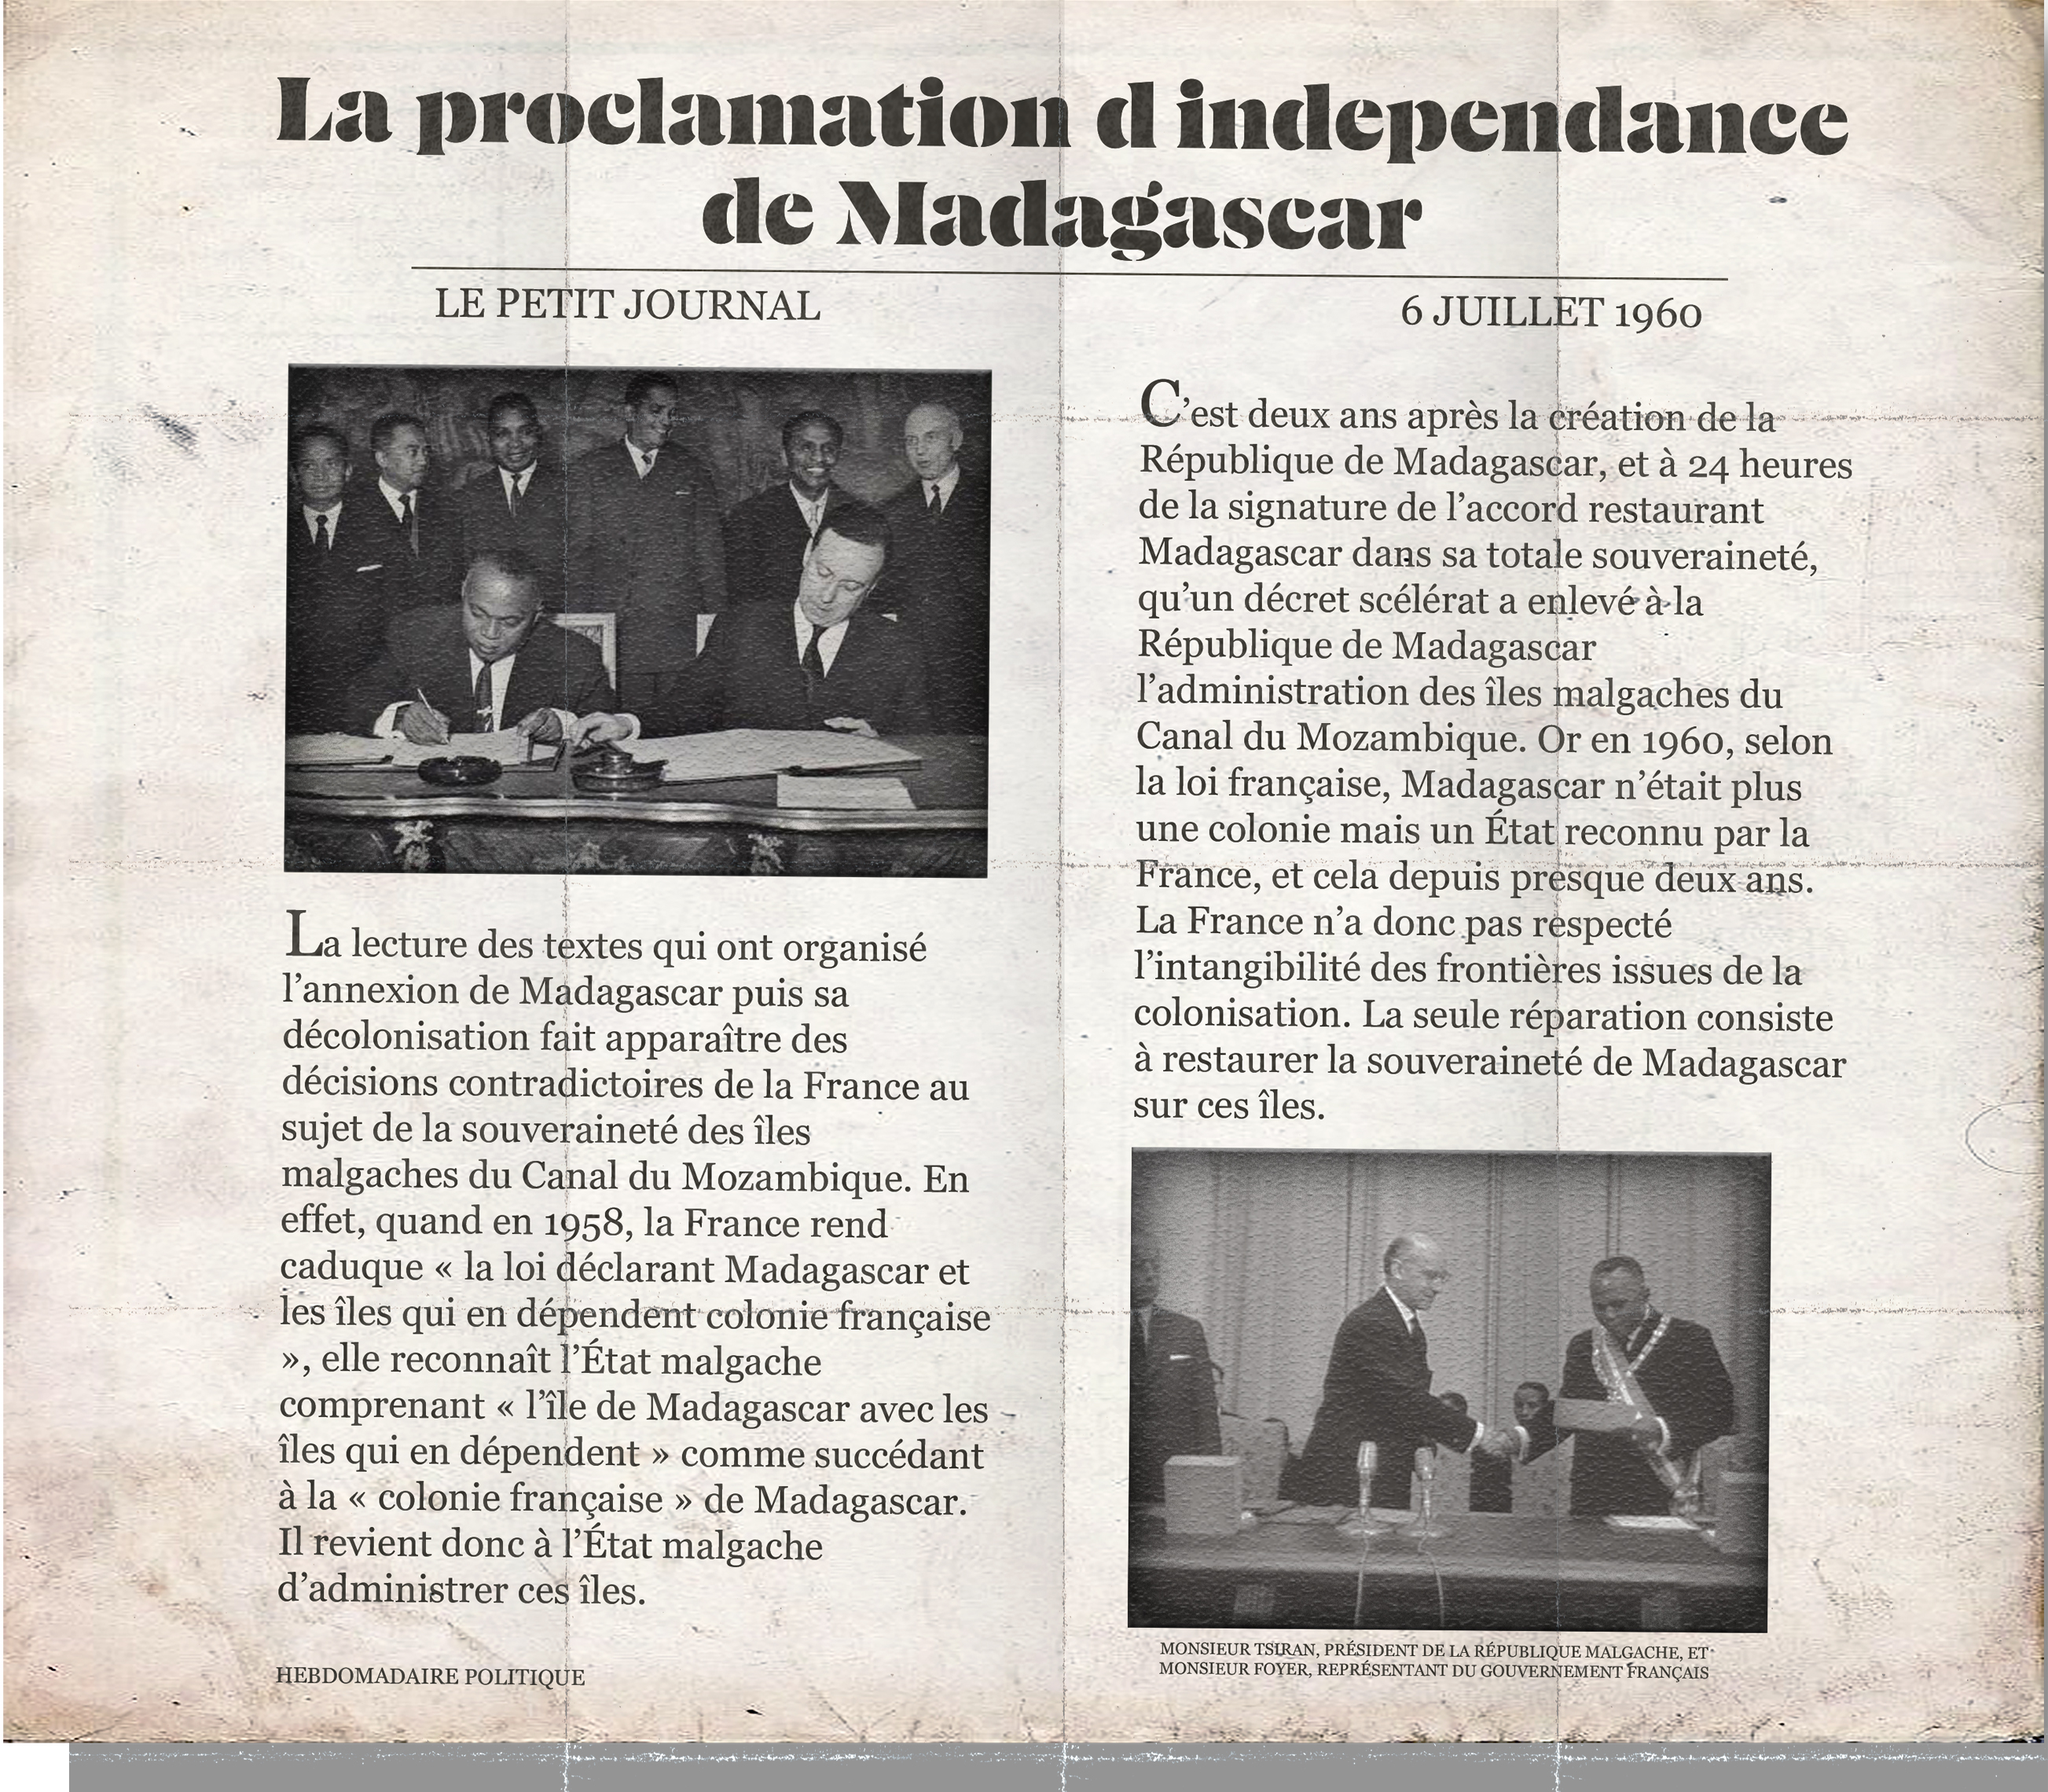 La proclamation d independance
de Madagascar
LE PETIT JOURNAL
6 JUILLET 1960
La lecture des textes qui ont organisé
l'annexion de Madagascar puis sa
décolonisation fait apparaître des
décisions contradictoires de la France au
sujet de la souveraineté des îles
malgaches du Canal du Mozambique. En
effet, quand en 1958, la France rend
caduque « la loi déclarant Madagascar et
les îles qui en dépendent colonie française
», elle reconnaît l'État malgache
comprenant « l'île de Madagascar avec les
îles qui en dépendent » comme succédant
à la « colonie française » de Madagascar.
Il revient donc à l'État malgache
d'administrer ces îles.
HEBDOMADAIRE POLITIQUE
C'est deux ans après la création de la
République de Madagascar, et à 24 heures
de la signature de l'accord restaurant
Madagascar dans sa totale souveraineté,
qu'un décret scélérat a enlevé à la
République de Madagascar
l'administration des îles malgaches du
Canal du Mozambique. Or en 1960, selon
la loi française, Madagascar n'était plus
une colonie mais un État reconnu par la
France, et cela depuis presque deux ans.
La France n'a donc pas respecté
l'intangibilité des frontières issues de la
colonisation. La seule réparation consiste
à restaurer la souveraineté de Madagascar
sur ces îles.
MONSIEUR TSIRAN, PRÉSIDENT DE LA RÉPUBLIQUE MALGACHE, ET
MONSIEUR FOYER, REPRÉSENTANT DU GOUVERNEMENT FRANÇAIS